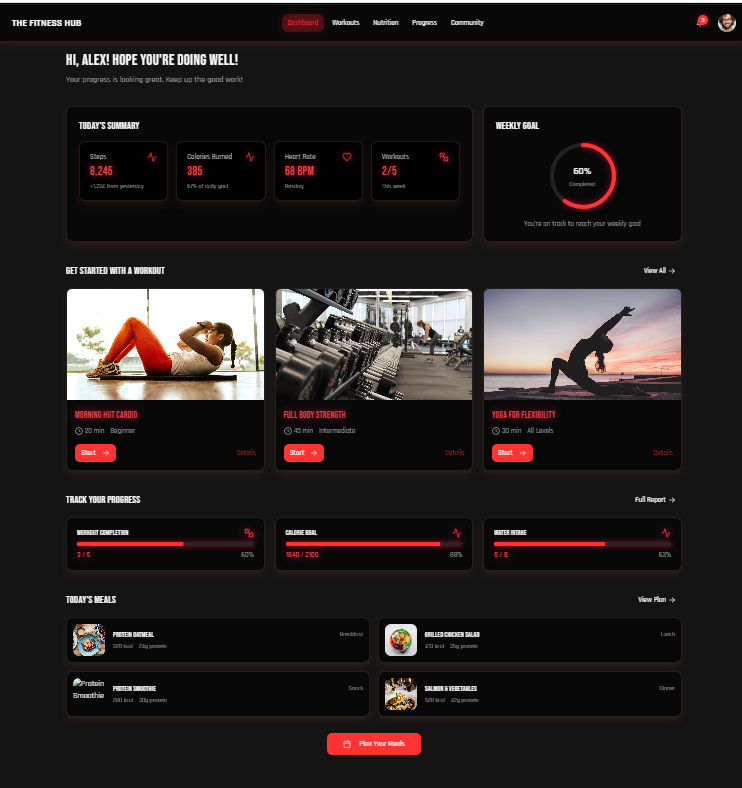 THE FITNESS HUB
Dashboard Workouts Nutrition Progress Community
HI, ALEX! HOPE YOU'RE DOING WELL!
Your progress is looking great. Keep up the good work!
TODAY'S SUMMARY
Steps
8,245
+1,234 from yesterday
Calories Burned
385
67% of daily goal
Heart Rate
68 BPM
Resting
Workouts
2/5
This week
WEEKLY GOAL
60%
Completed
You're on track to reach your weekly goal
GET STARTED WITH A WORKOUT
View All →
MORNING HIIT CARDIO
20 min Beginner
Start →
Details
FULL BODY STRENGTH
45 min Intermediate
Start →
Details
YOGA FOR FLEXIBILITY
30 min All Levels
Start →
Details
TRACK YOUR PROGRESS
Full Report →
WORKOUT COMPLETION
3 / 5
60%
CALORIE GOAL
1840 / 2100
88%
WATER INTAKE
5 / 8
63%
TODAY'S MEALS
View Plan →
PROTEIN OATMEAL
Breakfast
320 kcal 24g protein
GRILLED CHICKEN SALAD
Lunch
410 kcal 35g protein
Protein Smoothie
PROTEIN SMOOTHIE
Snack
280 kcal 30g protein
SALMON & VEGETABLES
Dinner
520 kcal 42g protein
Plan Your Meals